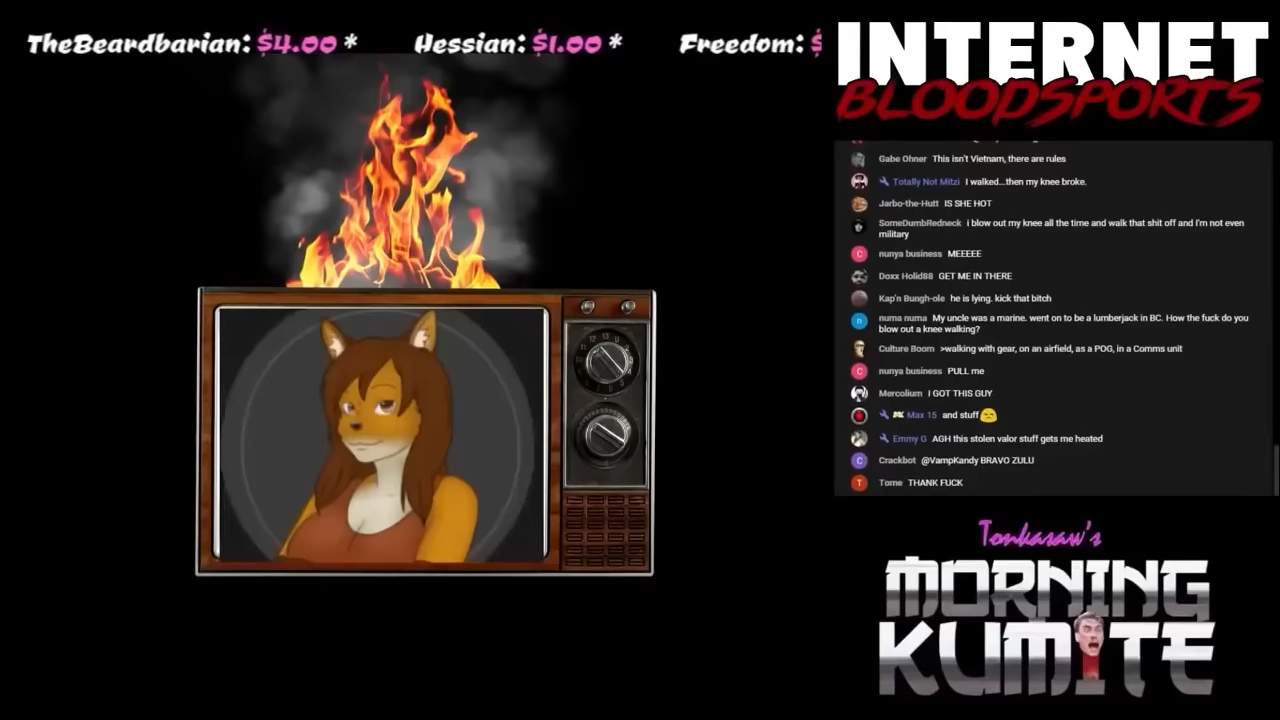 TheBeardbarian: $4.00 * Hessian: $1.00 * Freedom: $
INTERNET
BLOODSPORTS
Gabe Ohner This isn't Vietnam, there are rules
Totally Not Mitzi I walked...then my knee broke.
Jarbo-the-Hutt IS SHE HOT
SomeDumbRedneck i blow out my knee all the time and walk that shit off and I'm not even
military
nunya business MEEEEE
Doxx Holid88 GET ME IN THERE
Kap'n Bungh-ole he is lying. kick that bitch
numa numa My uncle was a marine. went on to be a lumberjack in BC. How the fuck do you
blow out a knee walking?
Culture Boom >walking with gear, on an airfield, as a POG, in a Comms unit
nunya business PULL me
Mercolium I GOT THIS GUY
Max 15 and stuff
Emmy G AGH this stolen valor stuff gets me heated
Crackbot @VampKandy BRAVO ZULU
Tome THANK FUCK
Tonkasaw's
MORNING
KUMITE